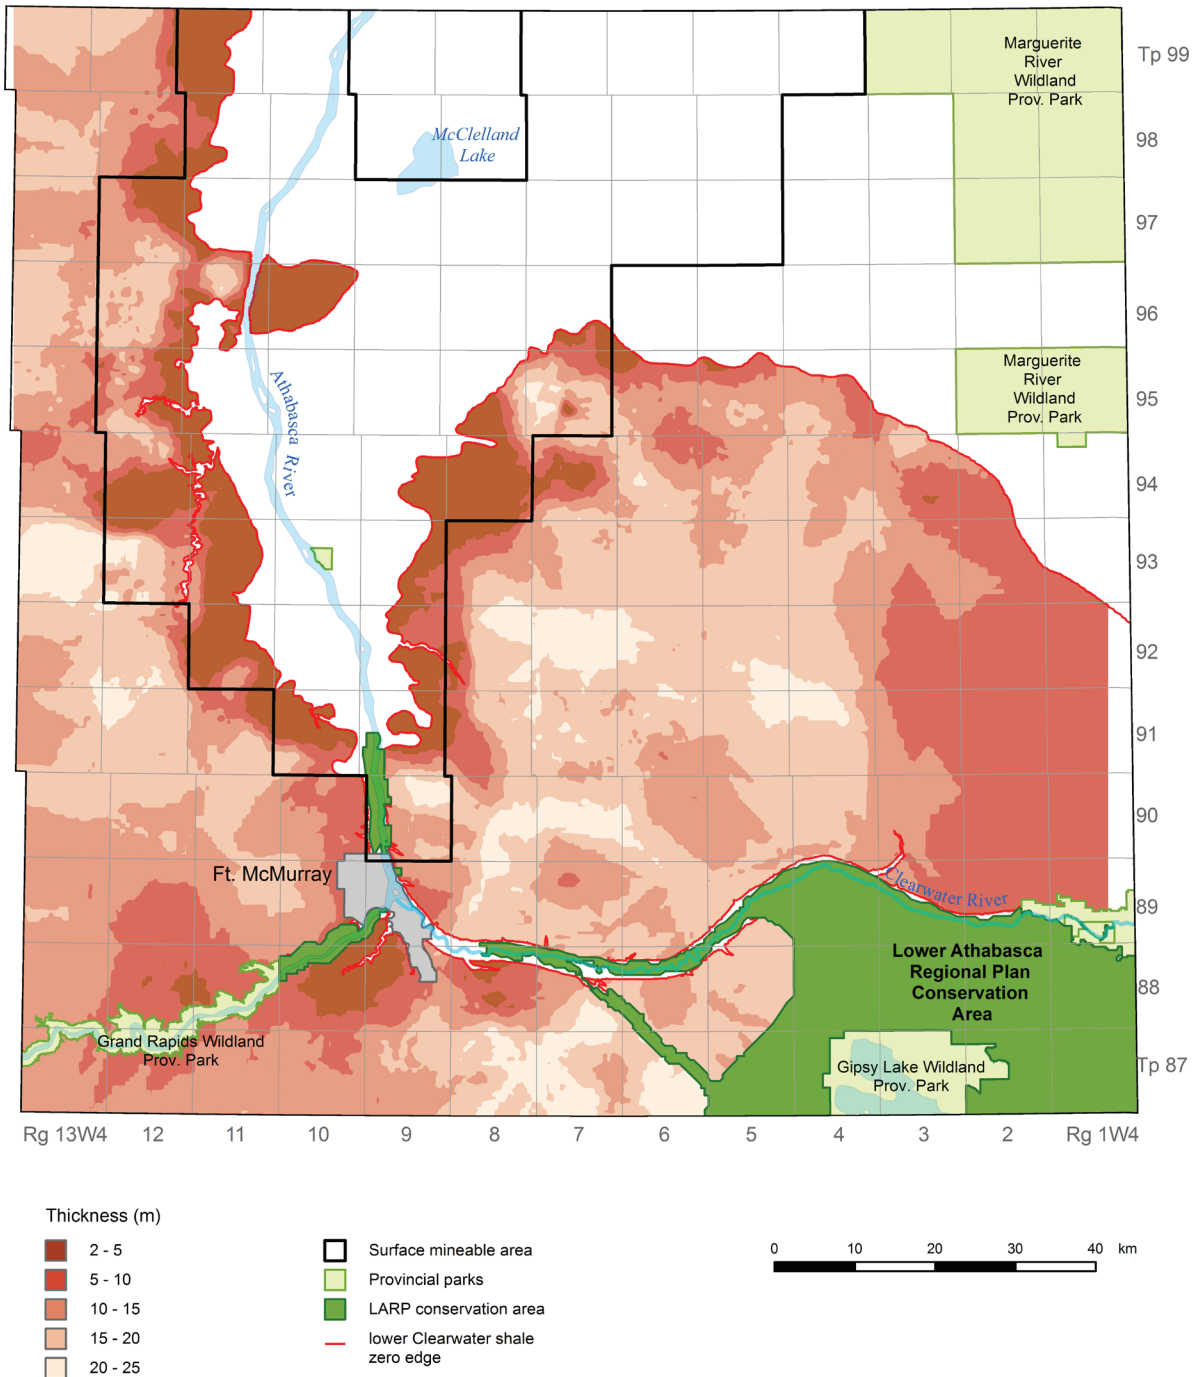 Marguerite
River
Wildland
Prov. Park
Tp 99
McClelland
Lake
98
97
96
Marguerite
River
Wildland
Prov. Park
95
Athabasca River
94
93
92
91
90
Ft. McMurray
Clearwater River
89
Lower Athabasca
Regional Plan
Conservation
Area
88
Grand Rapids Wildland
Prov. Park
Gipsy Lake Wildland
Prov. Park
Tp 87
Rg 13W4 12 11 10 9 8 7 6 5 4 3 2 Rg 1W4
Thickness (m)
2 - 5
5 - 10
10 - 15
15 - 20
20 - 25
Surface mineable area
Provincial parks
LARP conservation area
lower Clearwater shale
zero edge
0 10 20 30 40 km